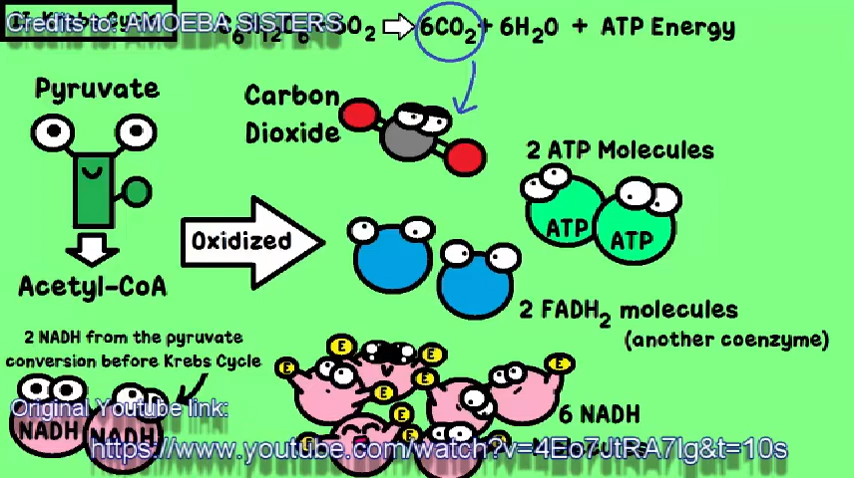 Credits to: AMOEBA SISTERS
6CO2 + 6H2O + ATP Energy
Pyruvate
Carbon
Dioxide
2 ATP Molecules
ATP
ATP
Oxidized
Acetyl-CoA
2 FADH2 molecules
(another coenzyme)
2 NADH from the pyruvate
conversion before Krebs Cycle
E
E
E
E
E
E
E
6 NADH
NADH
NADH
Original Youtube link:
https://www.youtube.com/watch?v=4Eo7JtRA7lg&t=10s